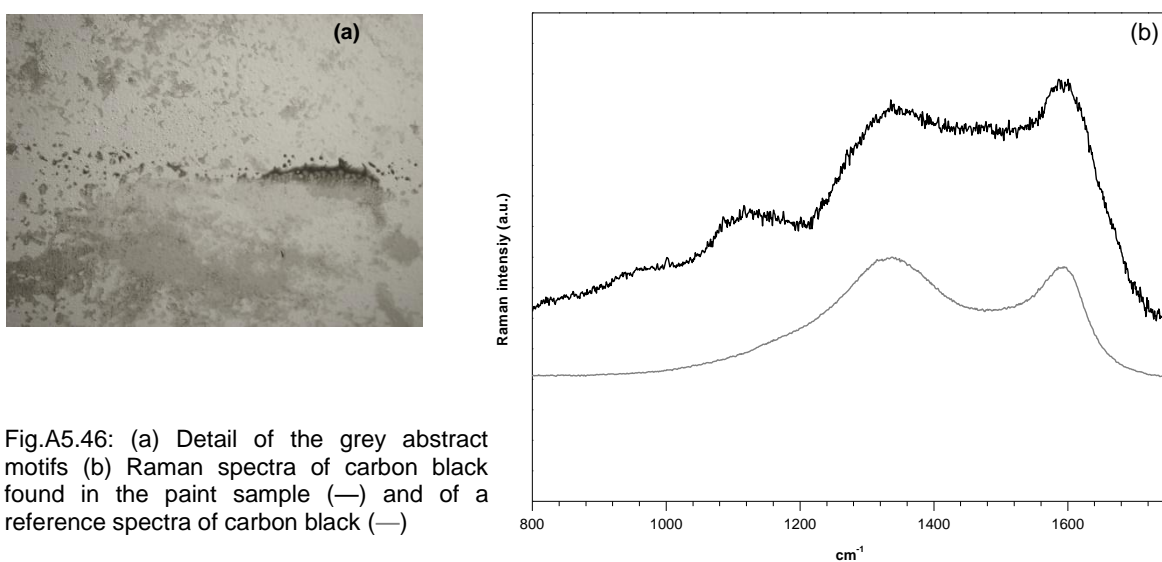 (a)
(b)
Raman intensiy (a.u.)
800 1000 1200 1400 1600
cm-1
Fig.A5.46: (a) Detail of the grey abstract
motifs (b) Raman spectra of carbon black
found in the paint sample (—) and of a
reference spectra of carbon black (—)